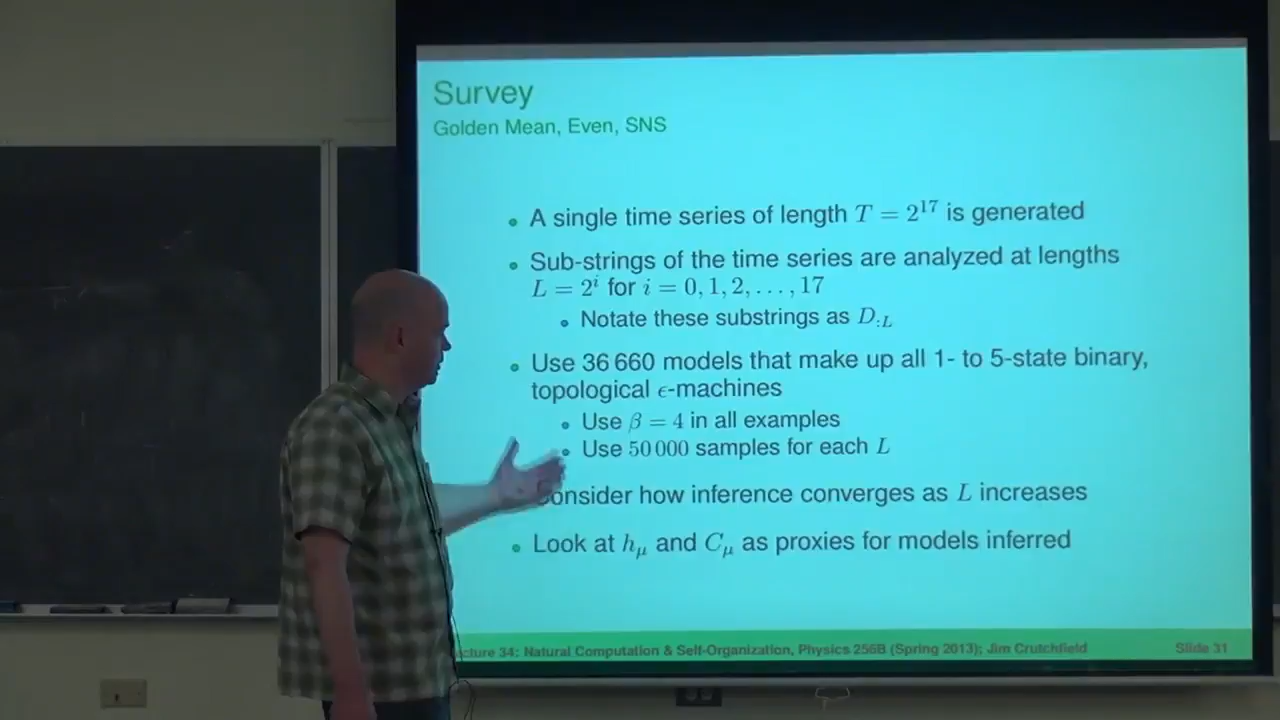 Survey
Golden Mean, Even, SNS
• A single time series of length T = 2^17 is generated
• Sub-strings of the time series are analyzed at lengths
L = 2^i for i = 0, 1, 2, . . . , 17
• Notate these substrings as D_{:L}
• Use 36 660 models that make up all 1- to 5-state binary,
topological ϵ-machines
• Use β = 4 in all examples
• Use 50 000 samples for each L
onsider how inference converges as L increases
• Look at h_μ and C_μ as proxies for models inferred
cture 34: Natural Computation & Self-Organization, Physics 256B (Spring 2013); Jim Crutchfield
Slide 31